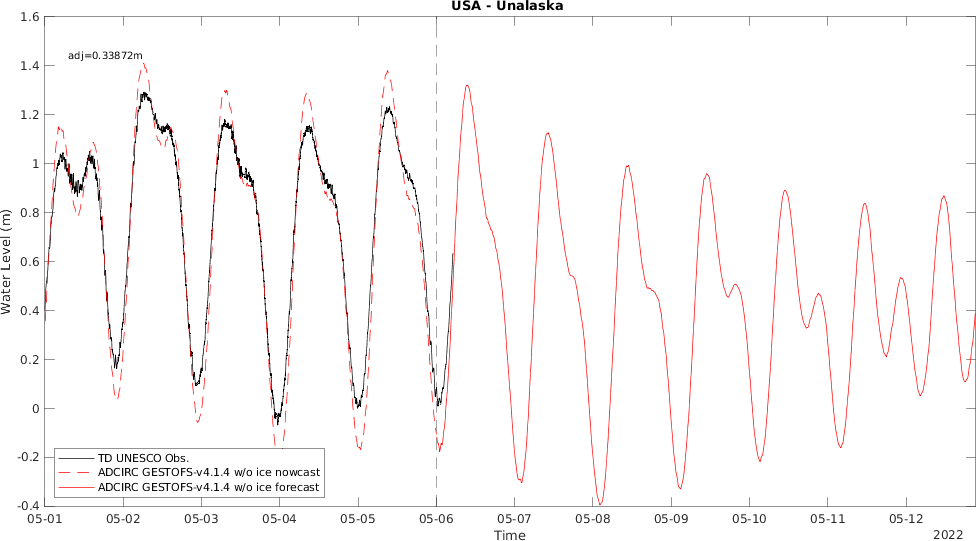 USA - Unalaska
adj=0.33872m
1.6
1.4
1.2
1
0.8
0.6
0.4
0.2
0
-0.2
-0.4
Water Level (m)
TD UNESCO Obs.
ADCIRC GESTOFS-v4.1.4 w/o ice nowcast
ADCIRC GESTOFS-v4.1.4 w/o ice forecast
05-01 05-02 05-03 05-04 05-05 05-06 05-07 05-08 05-09 05-10 05-11 05-12
Time
2022